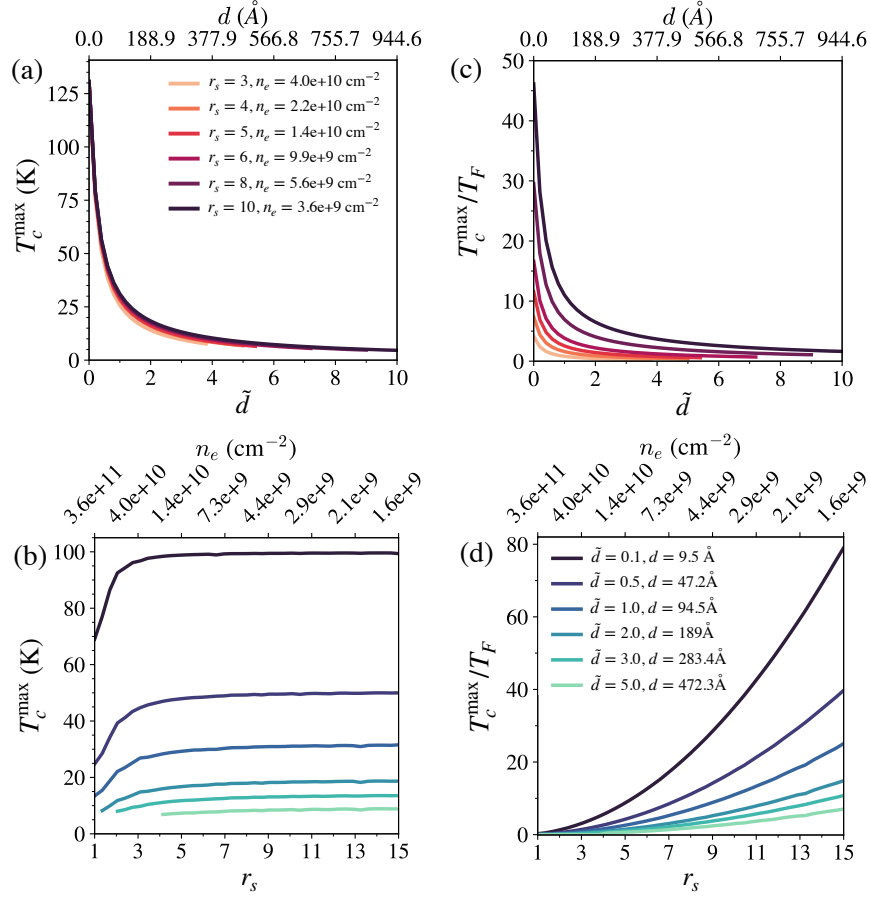 d (Å)
0.0 188.9 377.9 566.8 755.7 944.6
(a)
T_c^max (K)
125
100
75
50
25
0
r_s = 3, n_e = 4.0e+10 cm⁻²
r_s = 4, n_e = 2.2e+10 cm⁻²
r_s = 5, n_e = 1.4e+10 cm⁻²
r_s = 6, n_e = 9.9e+9 cm⁻²
r_s = 8, n_e = 5.6e+9 cm⁻²
r_s = 10, n_e = 3.6e+9 cm⁻²
0 2 4 6 8 10
d̃
d (Å)
0.0 188.9 377.9 566.8 755.7 944.6
(c)
T_c^max/T_F
50
40
30
20
10
0
0 2 4 6 8 10
d̃
n_e (cm⁻²)
3.6e+11 4.0e+10 1.4e+10 7.3e+9 4.4e+9 2.9e+9 2.1e+9 1.6e+9
(b)
T_c^max (K)
100
80
60
40
20
0
1 3 5 7 9 11 13 15
r_s
n_e (cm⁻²)
3.6e+11 4.0e+10 1.4e+10 7.3e+9 4.4e+9 2.9e+9 2.1e+9 1.6e+9
(d)
T_c^max/T_F
80
60
40
20
0
d̃ = 0.1, d = 9.5 Å
d̃ = 0.5, d = 47.2Å
d̃ = 1.0, d = 94.5Å
d̃ = 2.0, d = 189Å
d̃ = 3.0, d = 283.4Å
d̃ = 5.0, d = 472.3Å
1 3 5 7 9 11 13 15
r_s